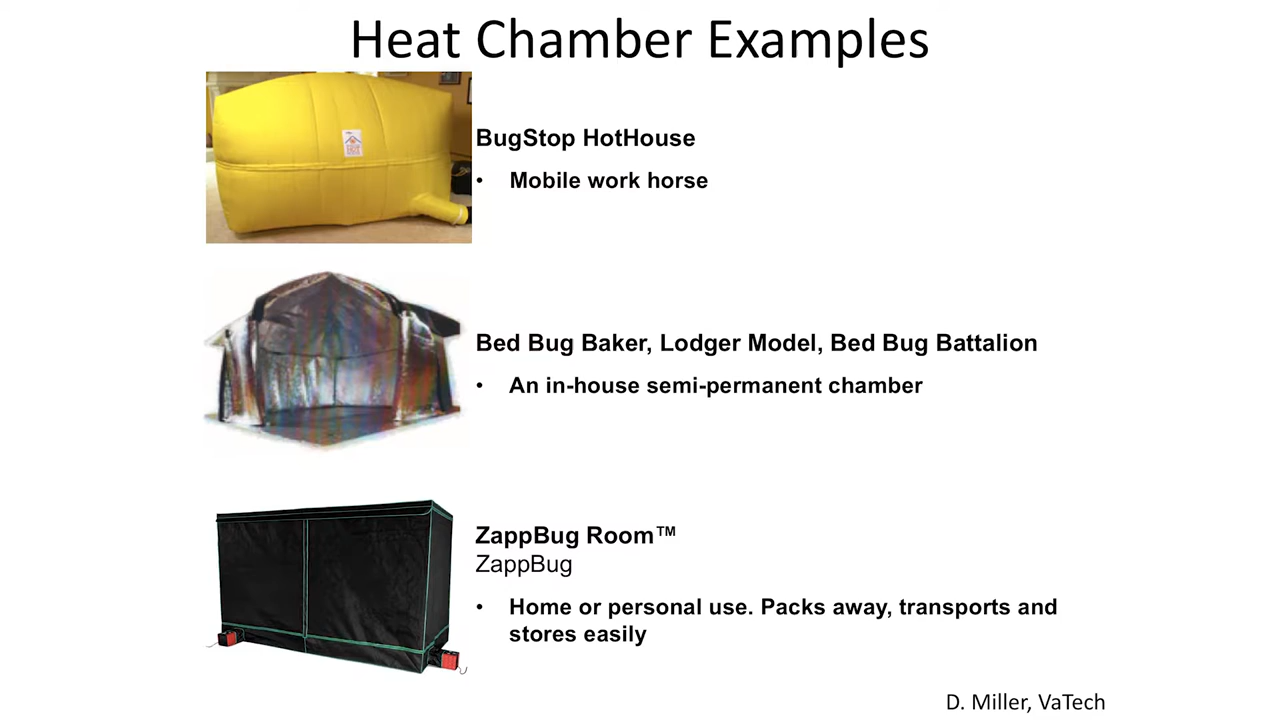 Heat Chamber Examples
BugStop HotHouse
• Mobile work horse
Bed Bug Baker, Lodger Model, Bed Bug Battalion
• An in-house semi-permanent chamber
ZappBug Room™
ZappBug
• Home or personal use. Packs away, transports and
stores easily
D. Miller, VaTech